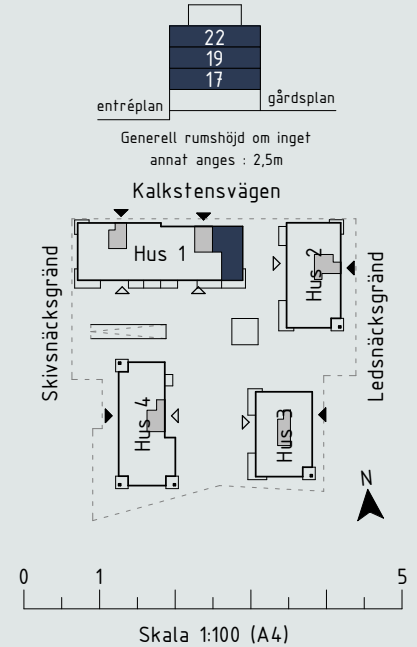 22
19
17
entréplan
gårdsplan
Generell rumshöjd om inget
annat anges : 2,5m
Kalkstensvägen
Skivsnäcksgränd
Hus 1
Hus 2
Ledsnäcksgränd
Hus 4
Hus 3
N
0 1 5
Skala 1:100 (A4)